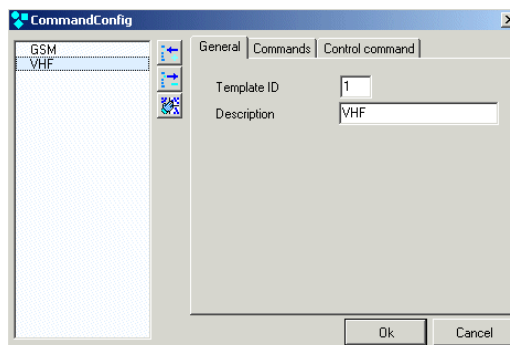 CommandConfig
GSM
VHF
General
Commands
Control command
Template ID
1
Description
VHF
Ok
Cancel